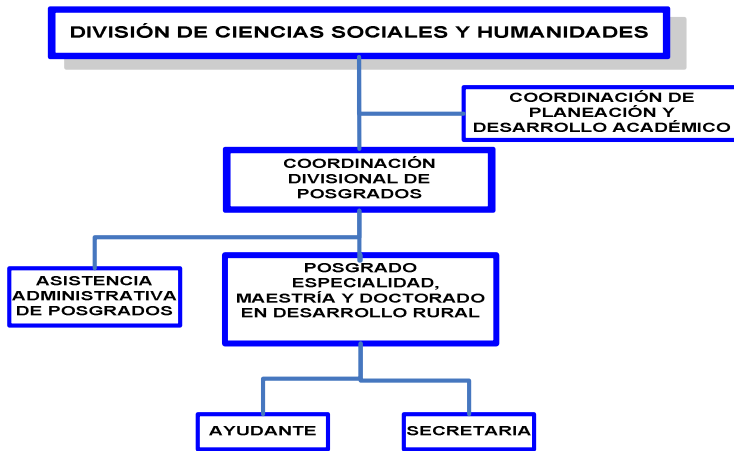 DIVISIÓN DE CIENCIAS SOCIALES Y HUMANIDADES
COORDINACIÓN DE
PLANEACIÓN Y
DESARROLLO ACADÉMICO
COORDINACIÓN
DIVISIONAL DE
POSGRADOS
ASISTENCIA
ADMINISTRATIVA
DE POSGRADOS
POSGRADO
ESPECIALIDAD,
MAESTRÍA Y DOCTORADO
EN DESARROLLO RURAL
AYUDANTE
SECRETARIA